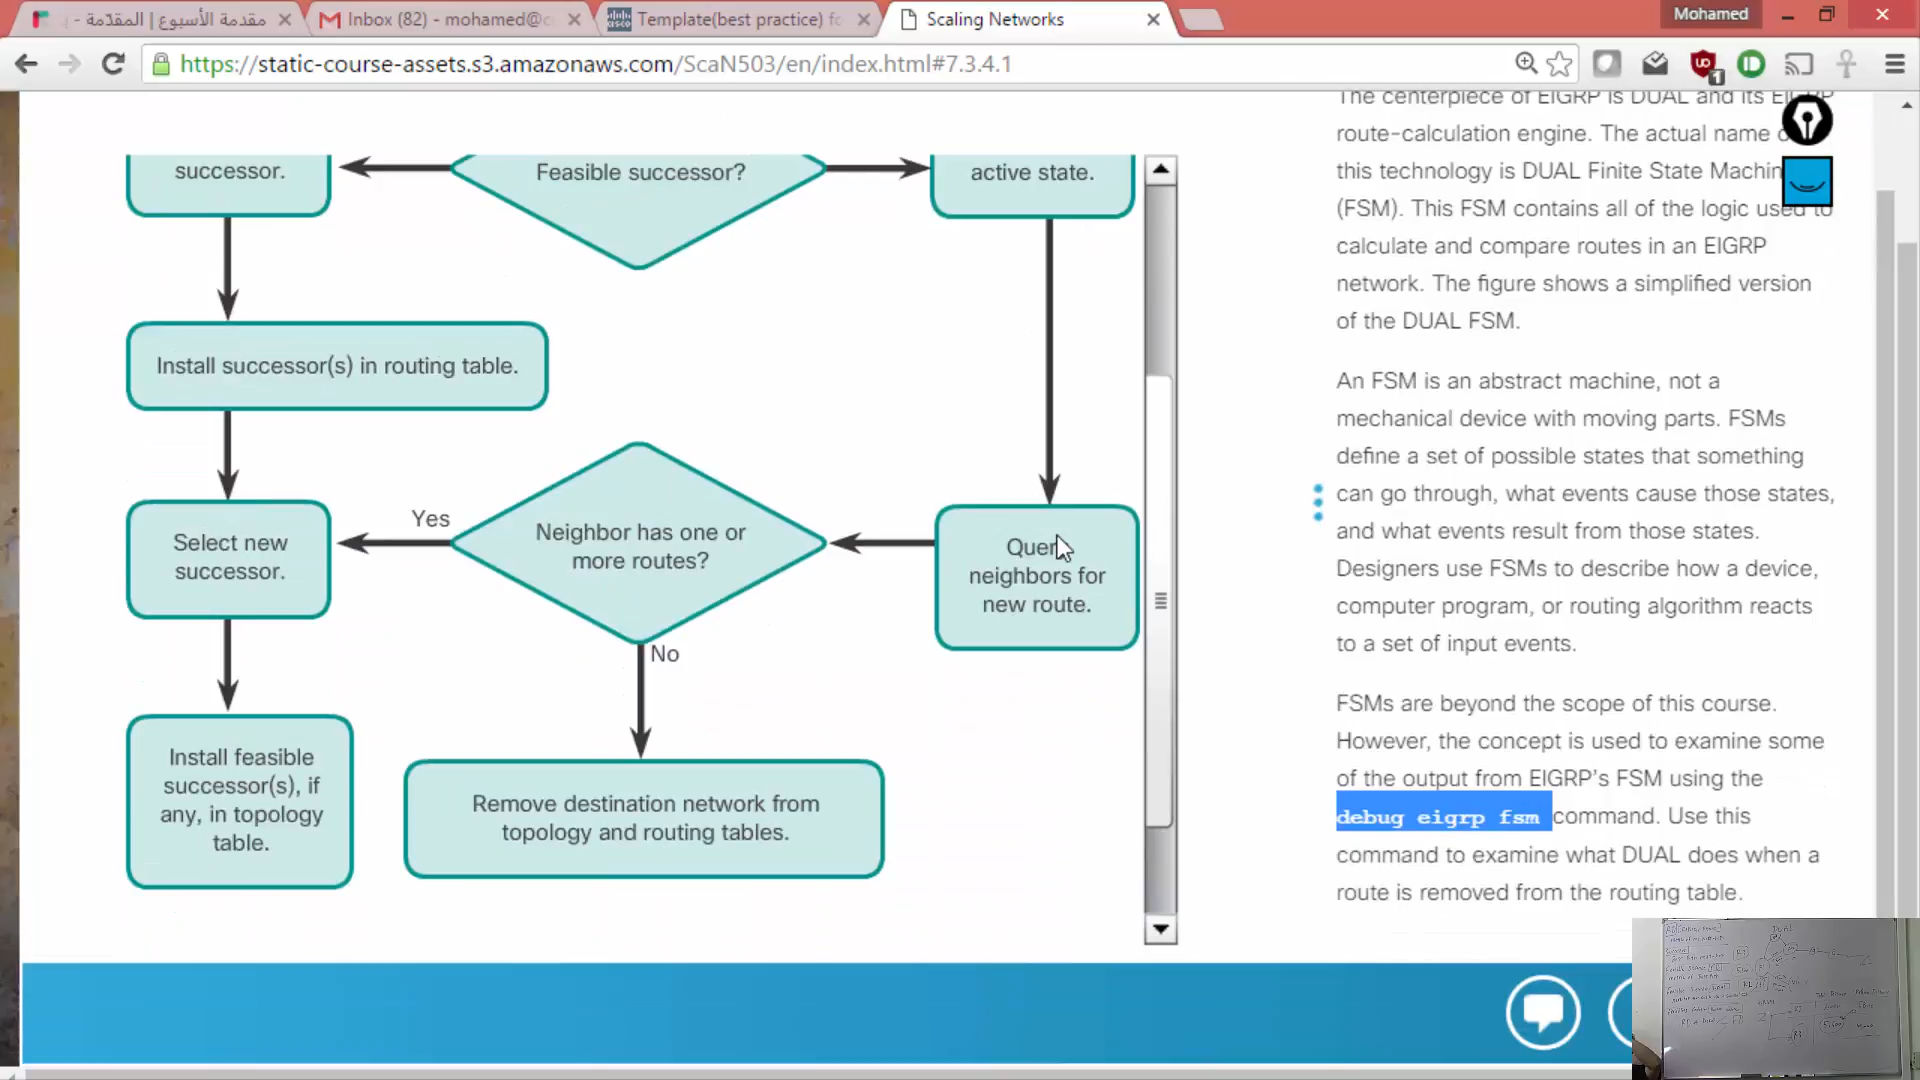 مقدمة الأسبوع | المقدّمة -
Inbox (82) - mohamed@
Template(best practice) fo
Scaling Networks
Mohamed
https://static-course-assets.s3.amazonaws.com/ScaN503/en/index.html#7.3.4.1
successor.
Feasible successor?
active state.
Install successor(s) in routing table.
Select new
successor.
Yes
Neighbor has one or
more routes?
Quer
neighbors for
new route.
No
Install feasible
successor(s), if
any, in topology
table.
Remove destination network from
topology and routing tables.
The centerpiece of EIGRP is DUAL and its EIGRP
route-calculation engine. The actual name
this technology is DUAL Finite State Machin
(FSM). This FSM contains all of the logic used to
calculate and compare routes in an EIGRP
network. The figure shows a simplified version
of the DUAL FSM.
An FSM is an abstract machine, not a
mechanical device with moving parts. FSMs
define a set of possible states that something
can go through, what events cause those states,
and what events result from those states.
Designers use FSMs to describe how a device,
computer program, or routing algorithm reacts
to a set of input events.
FSMs are beyond the scope of this course.
However, the concept is used to examine some
of the output from EIGRP's FSM using the
debug eigrp fsm command. Use this
command to examine what DUAL does when a
route is removed from the routing table.
DUAL